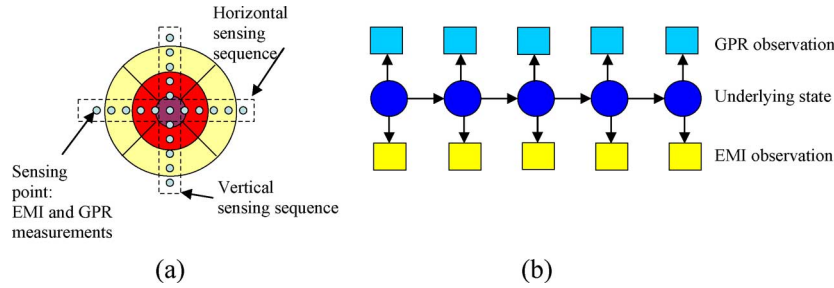 Horizontal
sensing
sequence
Sensing
point:
EMI and GPR
measurements
Vertical
sensing sequence
(a)
GPR observation
Underlying state
EMI observation
(b)